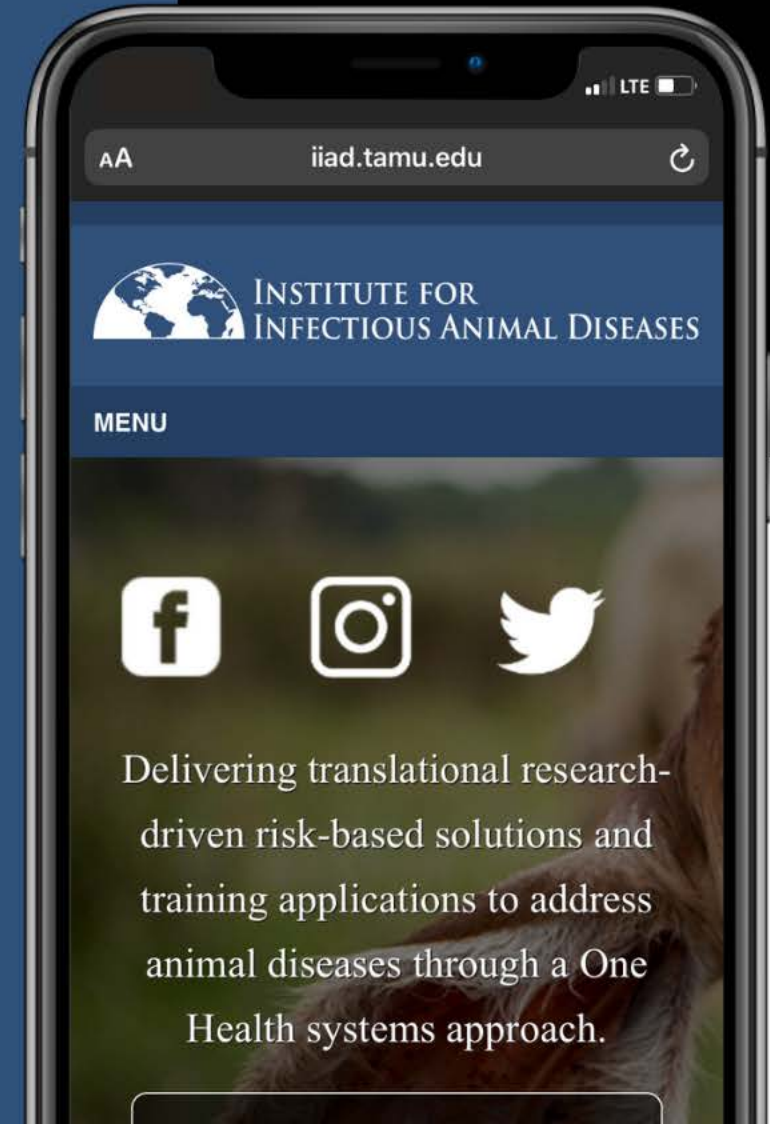 LTE
AA
iiad.tamu.edu
INSTITUTE FOR
INFECTIOUS ANIMAL DISEASES
MENU
Delivering translational research-
driven risk-based solutions and
training applications to address
animal diseases through a One
Health systems approach.